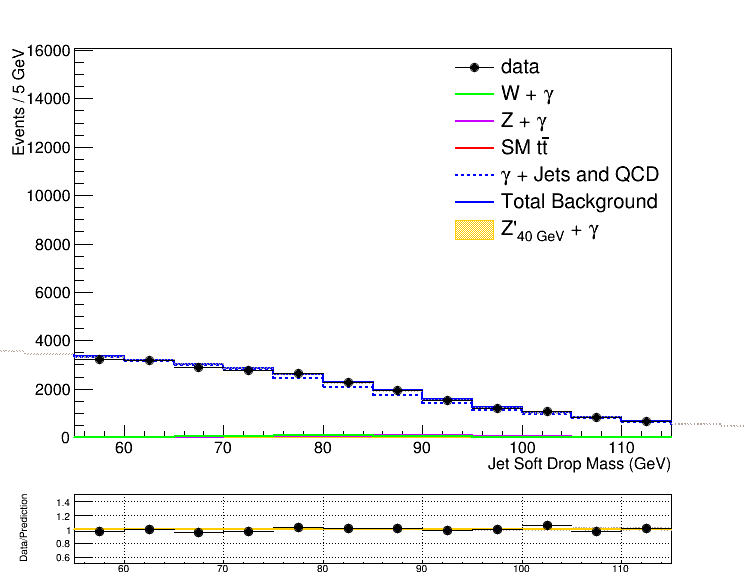 Events / 5 GeV
16000
14000
12000
10000
8000
6000
4000
2000
0
data
W + γ
Z + γ
SM tt̄
γ + Jets and QCD
Total Background
Z'40 GeV + γ
60 70 80 90 100 110
Jet Soft Drop Mass (GeV)
Data/Prediction
1.4
1.2
1
0.8
0.6
60 70 80 90 100 110